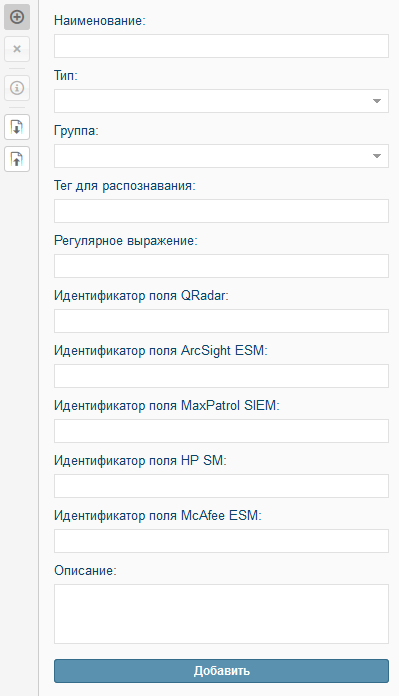 Наименование:
Тип:
Группа:
Тег для распознавания:
Регулярное выражение:
Идентификатор поля QRadar:
Идентификатор поля ArcSight ESM:
Идентификатор поля MaxPatrol SIEM:
Идентификатор поля HP SM:
Идентификатор поля McAfee ESM:
Описание:
Добавить